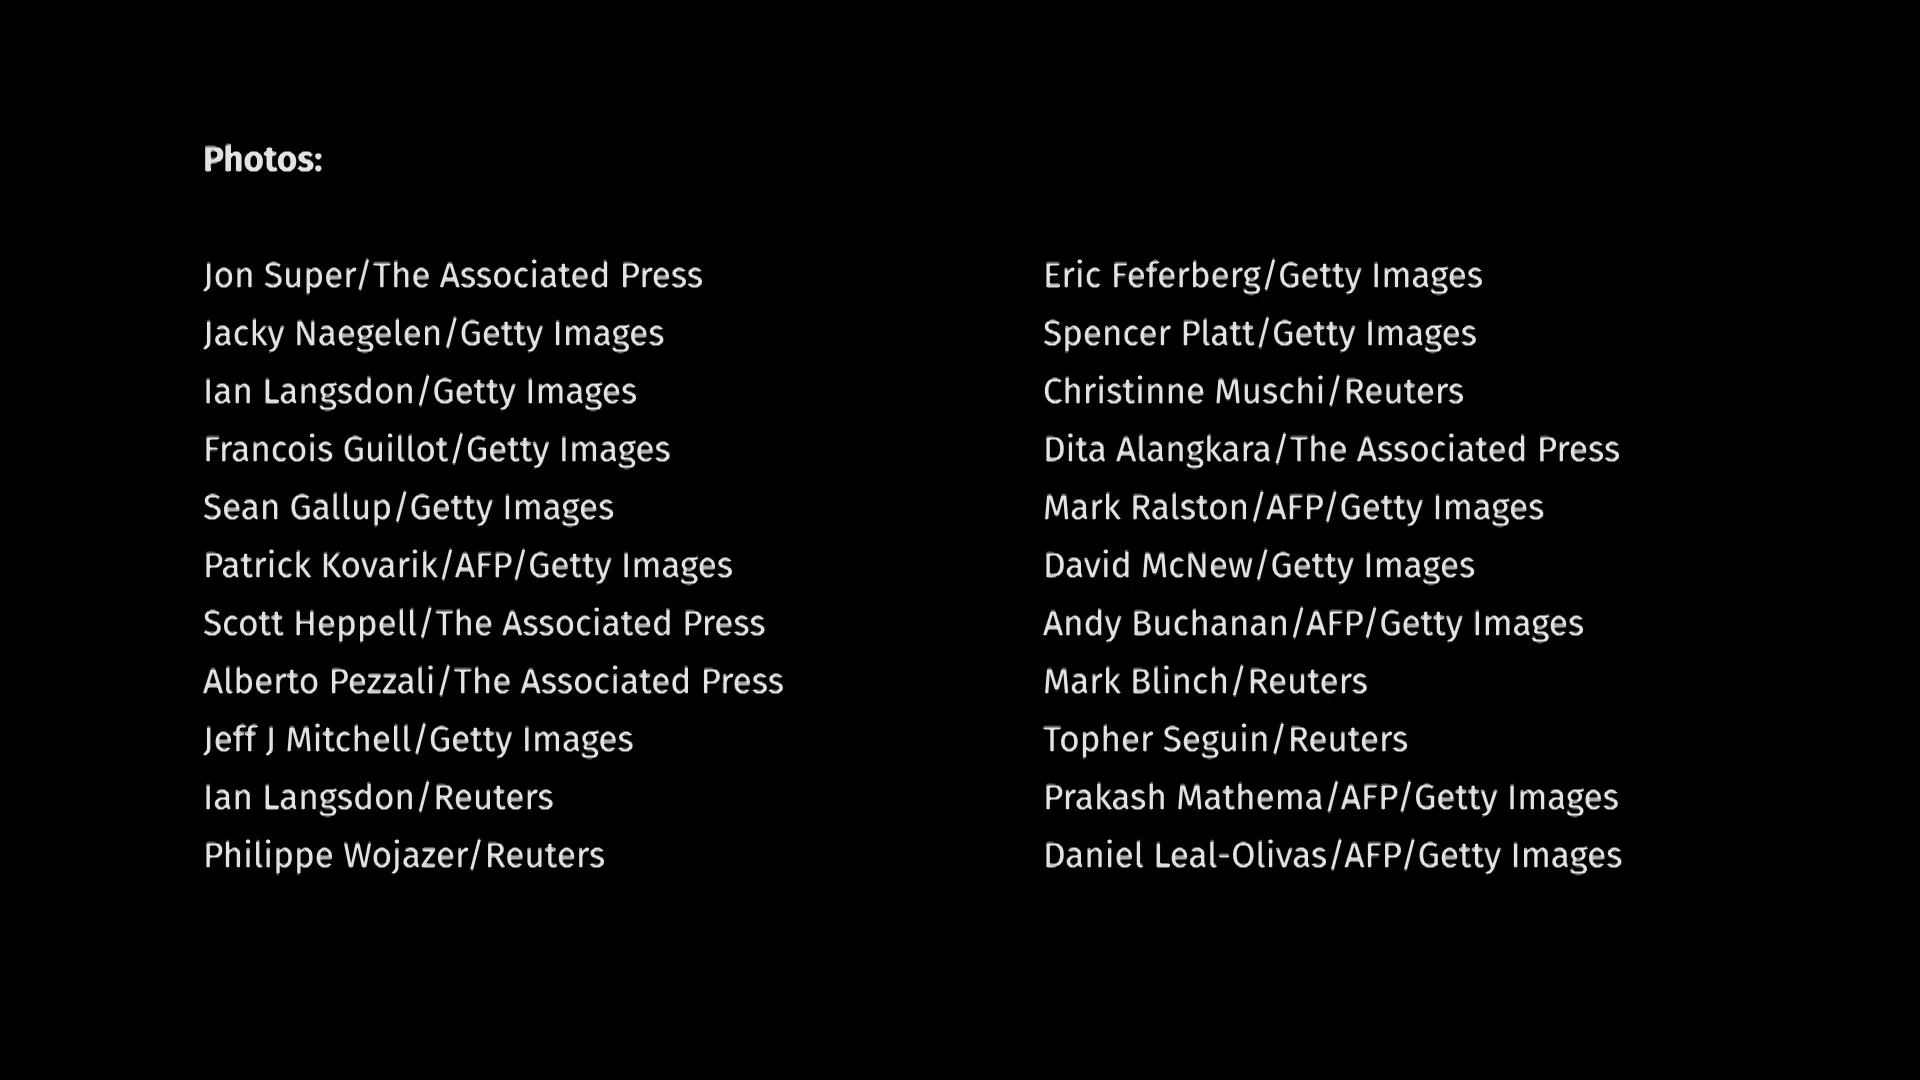 Photos:
Jon Super/The Associated Press
Jacky Naegelen/Getty Images
Ian Langsdon/Getty Images
Francois Guillot/Getty Images
Sean Gallup/Getty Images
Patrick Kovarik/AFP/Getty Images
Scott Heppell/The Associated Press
Alberto Pezzali/The Associated Press
Jeff J Mitchell/Getty Images
Ian Langsdon/Reuters
Philippe Wojazer/Reuters
Eric Feferberg/Getty Images
Spencer Platt/Getty Images
Christinne Muschi/Reuters
Dita Alangkara/The Associated Press
Mark Ralston/AFP/Getty Images
David McNew/Getty Images
Andy Buchanan/AFP/Getty Images
Mark Blinch/Reuters
Topher Seguin/Reuters
Prakash Mathema/AFP/Getty Images
Daniel Leal-Olivas/AFP/Getty Images